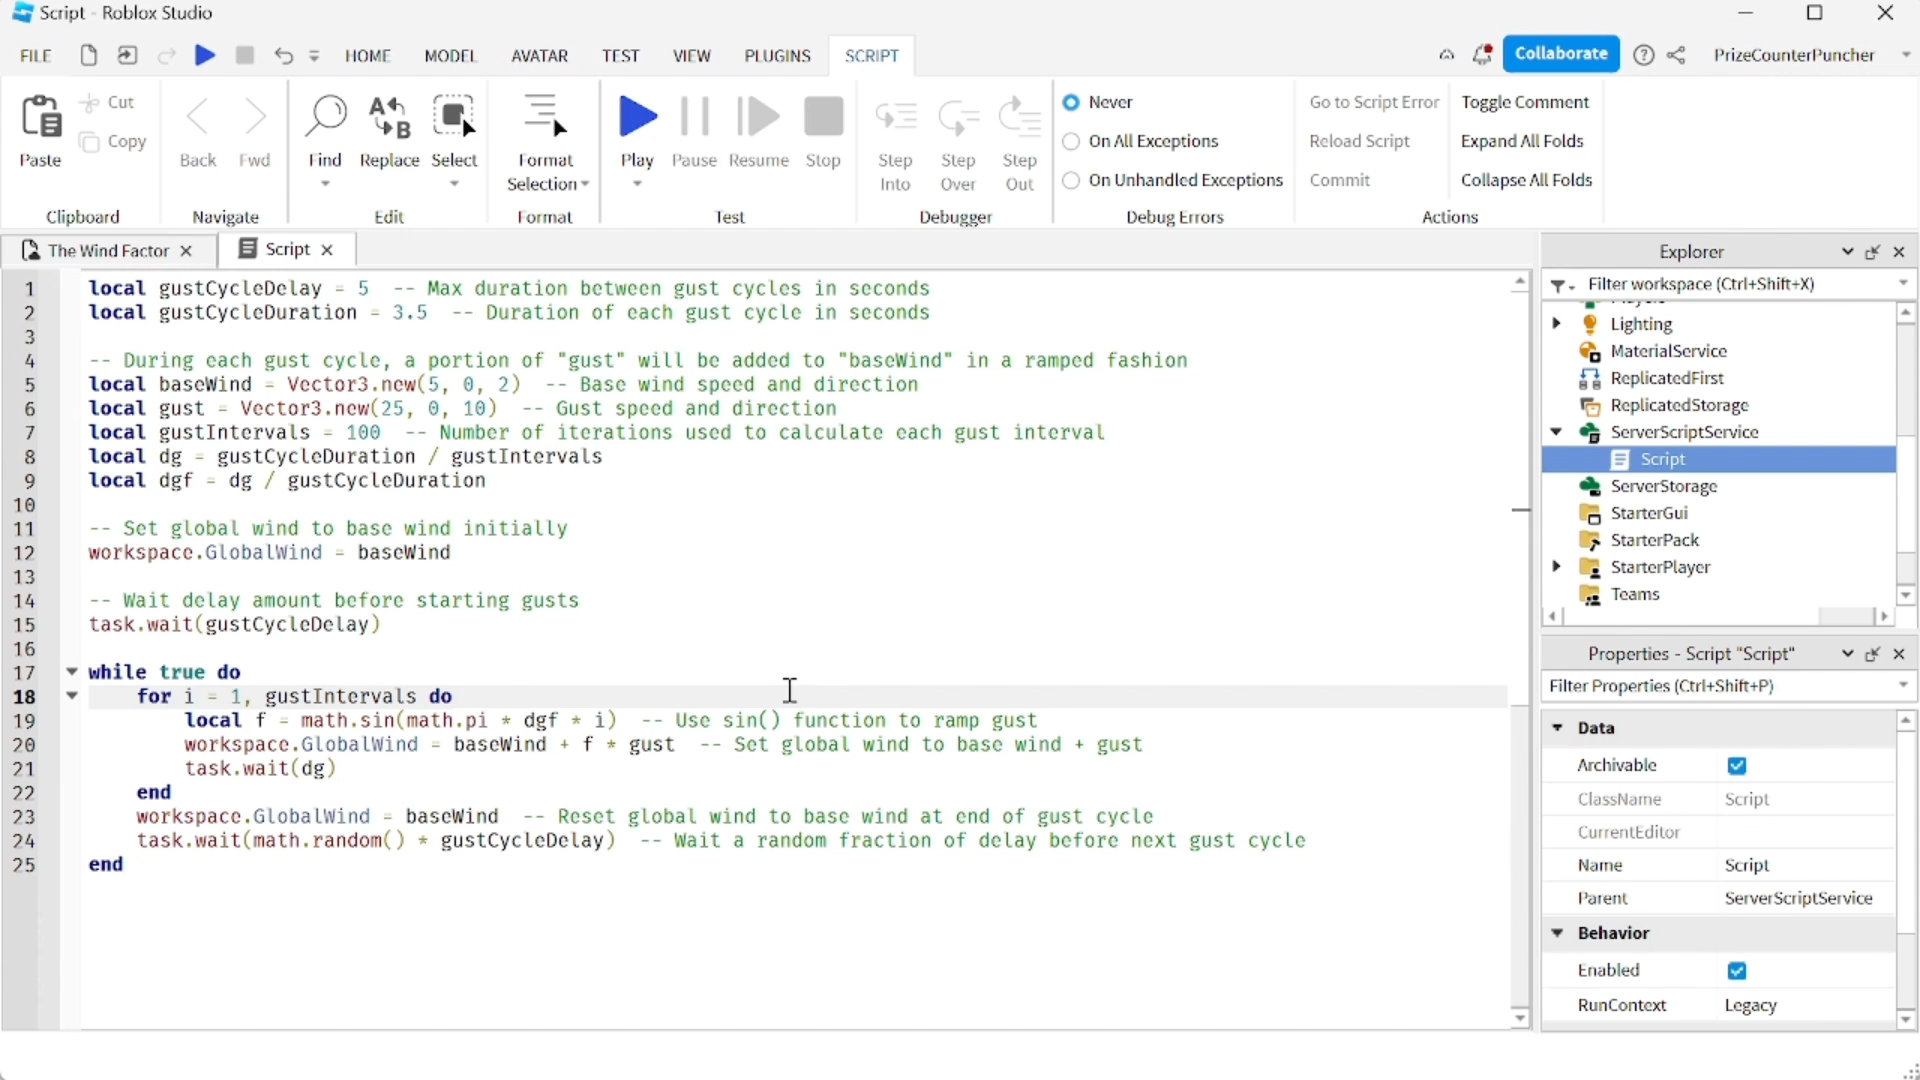 Script - Roblox Studio
FILE HOME MODEL AVATAR TEST VIEW PLUGINS SCRIPT Collaborate PrizeCounterPuncher
Paste Cut Copy
Clipboard
Back Fwd
Navigate
Find Replace Select
Edit
Format Selection
Format
Play Pause Resume Stop
Test
Step Into Step Over Step Out
Debugger
Never
On All Exceptions
On Unhandled Exceptions
Debug Errors
Go to Script Error Toggle Comment
Reload Script Expand All Folds
Commit Collapse All Folds
Actions
The Wind Factor Script
1 local gustCycleDelay = 5 -- Max duration between gust cycles in seconds
2 local gustCycleDuration = 3.5 -- Duration of each gust cycle in seconds
3
4 -- During each gust cycle, a portion of "gust" will be added to "baseWind" in a ramped fashion
5 local baseWind = Vector3.new(5, 0, 2) -- Base wind speed and direction
6 local gust = Vector3.new(25, 0, 10) -- Gust speed and direction
7 local gustIntervals = 100 -- Number of iterations used to calculate each gust interval
8 local dg = gustCycleDuration / gustIntervals
9 local dgf = dg / gustCycleDuration
10
11 -- Set global wind to base wind initially
12 workspace.GlobalWind = baseWind
13
14 -- Wait delay amount before starting gusts
15 task.wait(gustCycleDelay)
16
17 while true do
18 for i = 1, gustIntervals do
19 local f = math.sin(math.pi * dgf * i) -- Use sin() function to ramp gust
20 workspace.GlobalWind = baseWind + f * gust -- Set global wind to base wind + gust
21 task.wait(dg)
22 end
23 workspace.GlobalWind = baseWind -- Reset global wind to base wind at end of gust cycle
24 task.wait(math.random() * gustCycleDelay) -- Wait a random fraction of delay before next gust cycle
25 end
Explorer
Filter workspace (Ctrl+Shift+X)
Lighting
MaterialService
ReplicatedFirst
ReplicatedStorage
ServerScriptService
Script
ServerStorage
StarterGui
StarterPack
StarterPlayer
Teams
Properties - Script "Script"
Filter Properties (Ctrl+Shift+P)
Data
Archivable
ClassName Script
CurrentEditor
Name Script
Parent ServerScriptService
Behavior
Enabled
RunContext Legacy